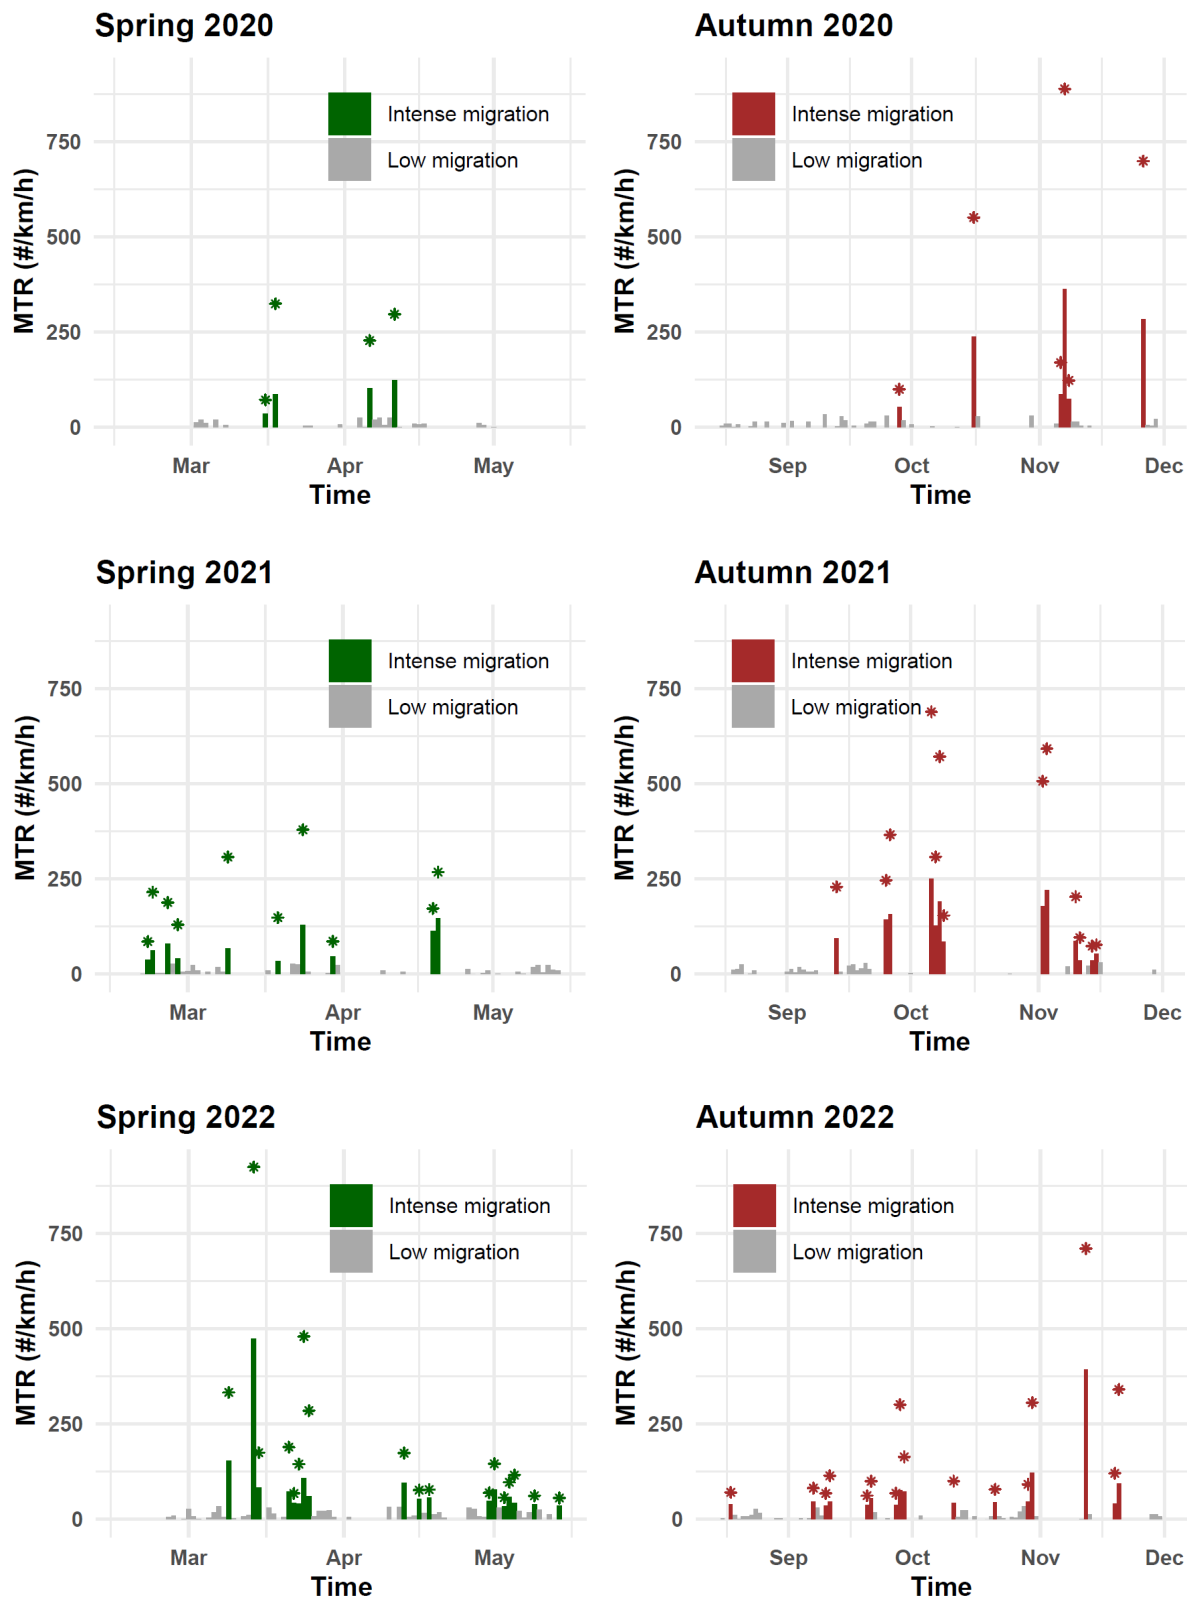 Spring 2020
Autumn 2020
MTR (#/km/h)
750
500
250
0
Intense migration
Low migration
Mar Apr May
Time
MTR (#/km/h)
750
500
250
0
Intense migration
Low migration
Sep Oct Nov Dec
Time
Spring 2021
Autumn 2021
MTR (#/km/h)
750
500
250
0
Intense migration
Low migration
Mar Apr May
Time
MTR (#/km/h)
750
500
250
0
Intense migration
Low migration
Sep Oct Nov Dec
Time
Spring 2022
Autumn 2022
MTR (#/km/h)
750
500
250
0
Intense migration
Low migration
Mar Apr May
Time
MTR (#/km/h)
750
500
250
0
Intense migration
Low migration
Sep Oct Nov Dec
Time